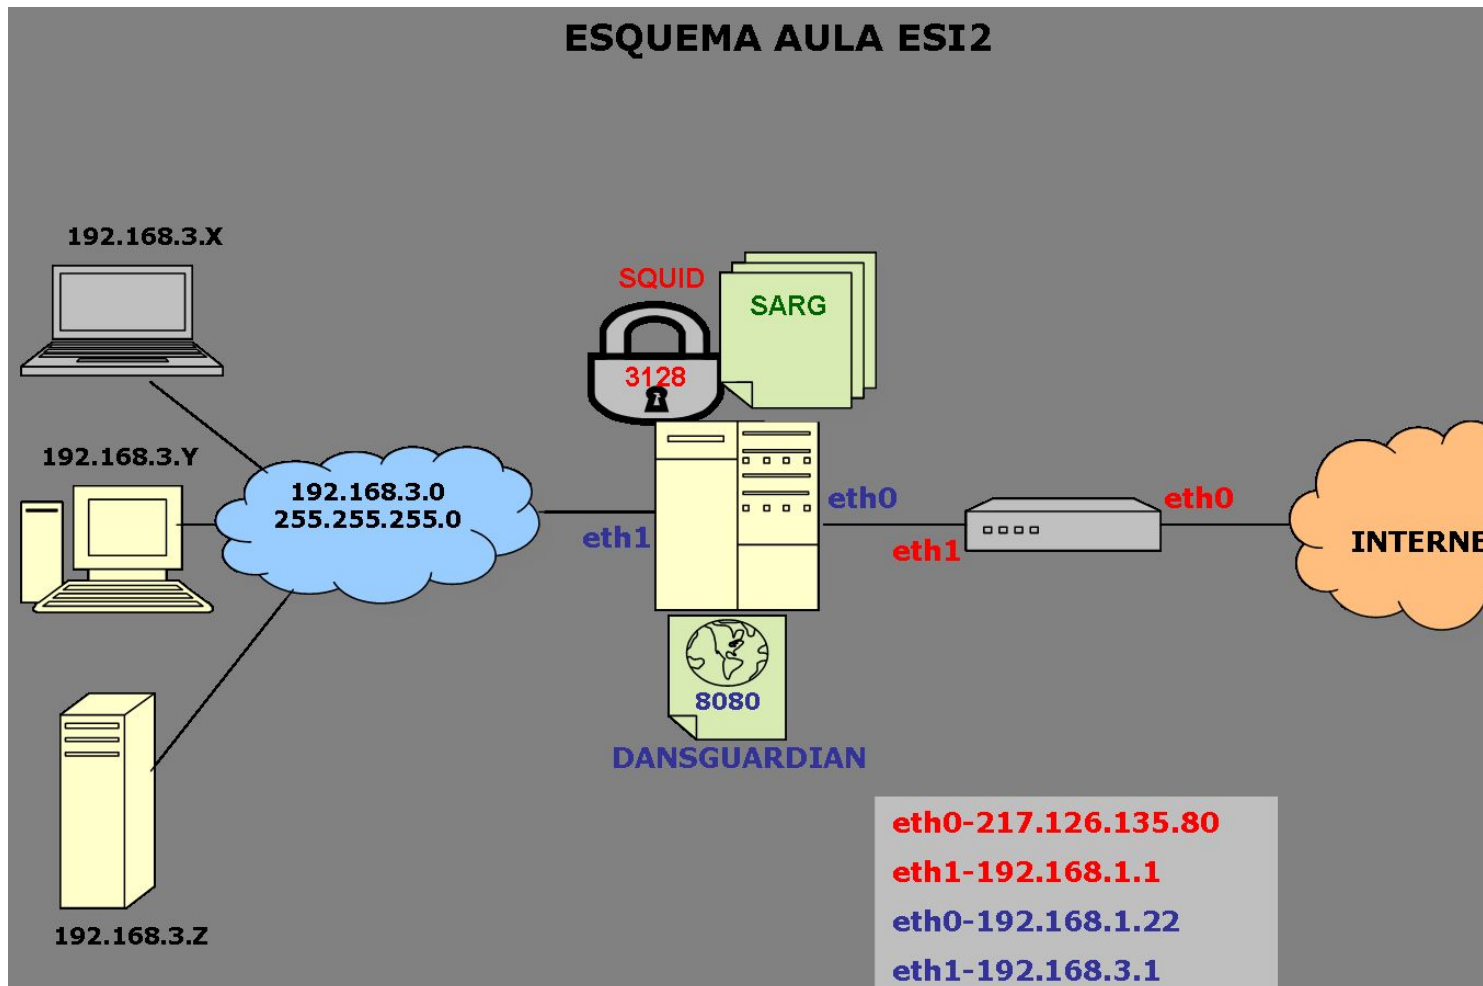 ESQUEMA AULA ESI2
192.168.3.X
SQUID
SARG
3128
192.168.3.Y
192.168.3.0
255.255.255.0
eth1
eth0
eth1
eth0
INTERNE
8080
DANSGUARDIAN
192.168.3.Z
eth0-217.126.135.80
eth1-192.168.1.1
eth0-192.168.1.22
eth1-192.168.3.1